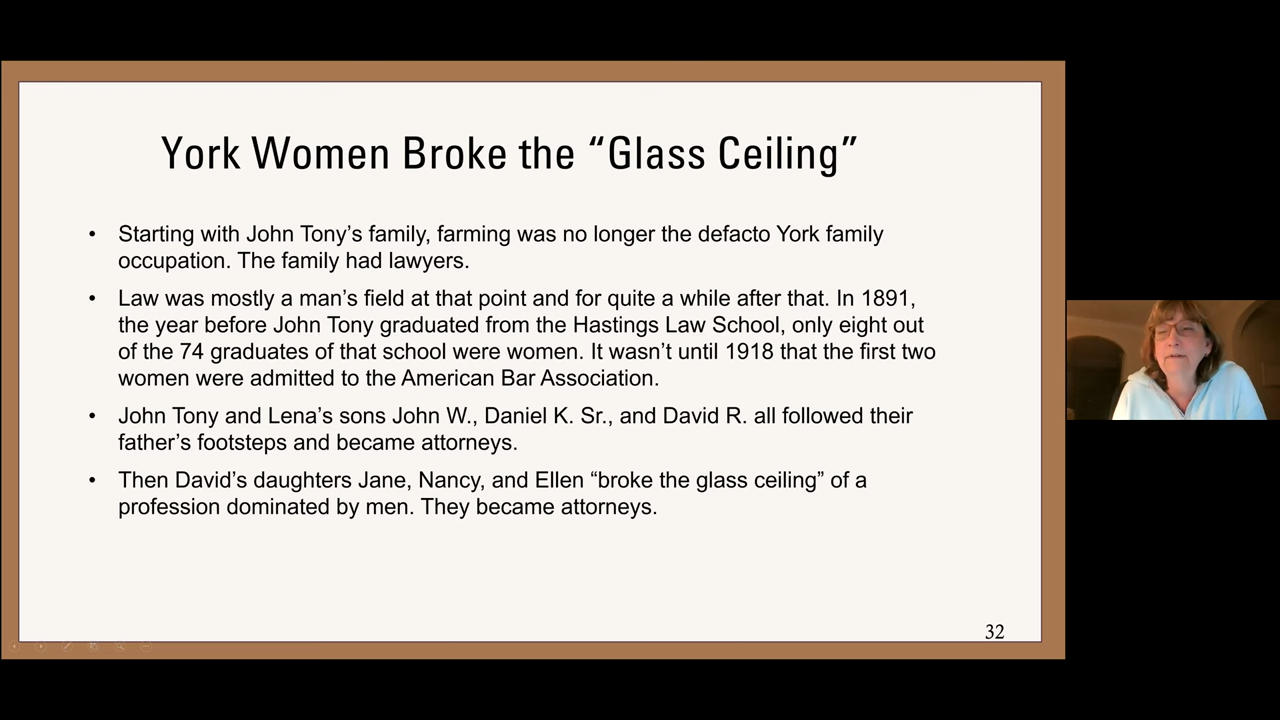 York Women Broke the “Glass Ceiling”
• Starting with John Tony’s family, farming was no longer the defacto York family
occupation. The family had lawyers.
• Law was mostly a man’s field at that point and for quite a while after that. In 1891,
the year before John Tony graduated from the Hastings Law School, only eight out
of the 74 graduates of that school were women. It wasn’t until 1918 that the first two
women were admitted to the American Bar Association.
• John Tony and Lena’s sons John W., Daniel K. Sr., and David R. all followed their
father’s footsteps and became attorneys.
• Then David’s daughters Jane, Nancy, and Ellen “broke the glass ceiling” of a
profession dominated by men. They became attorneys.
32